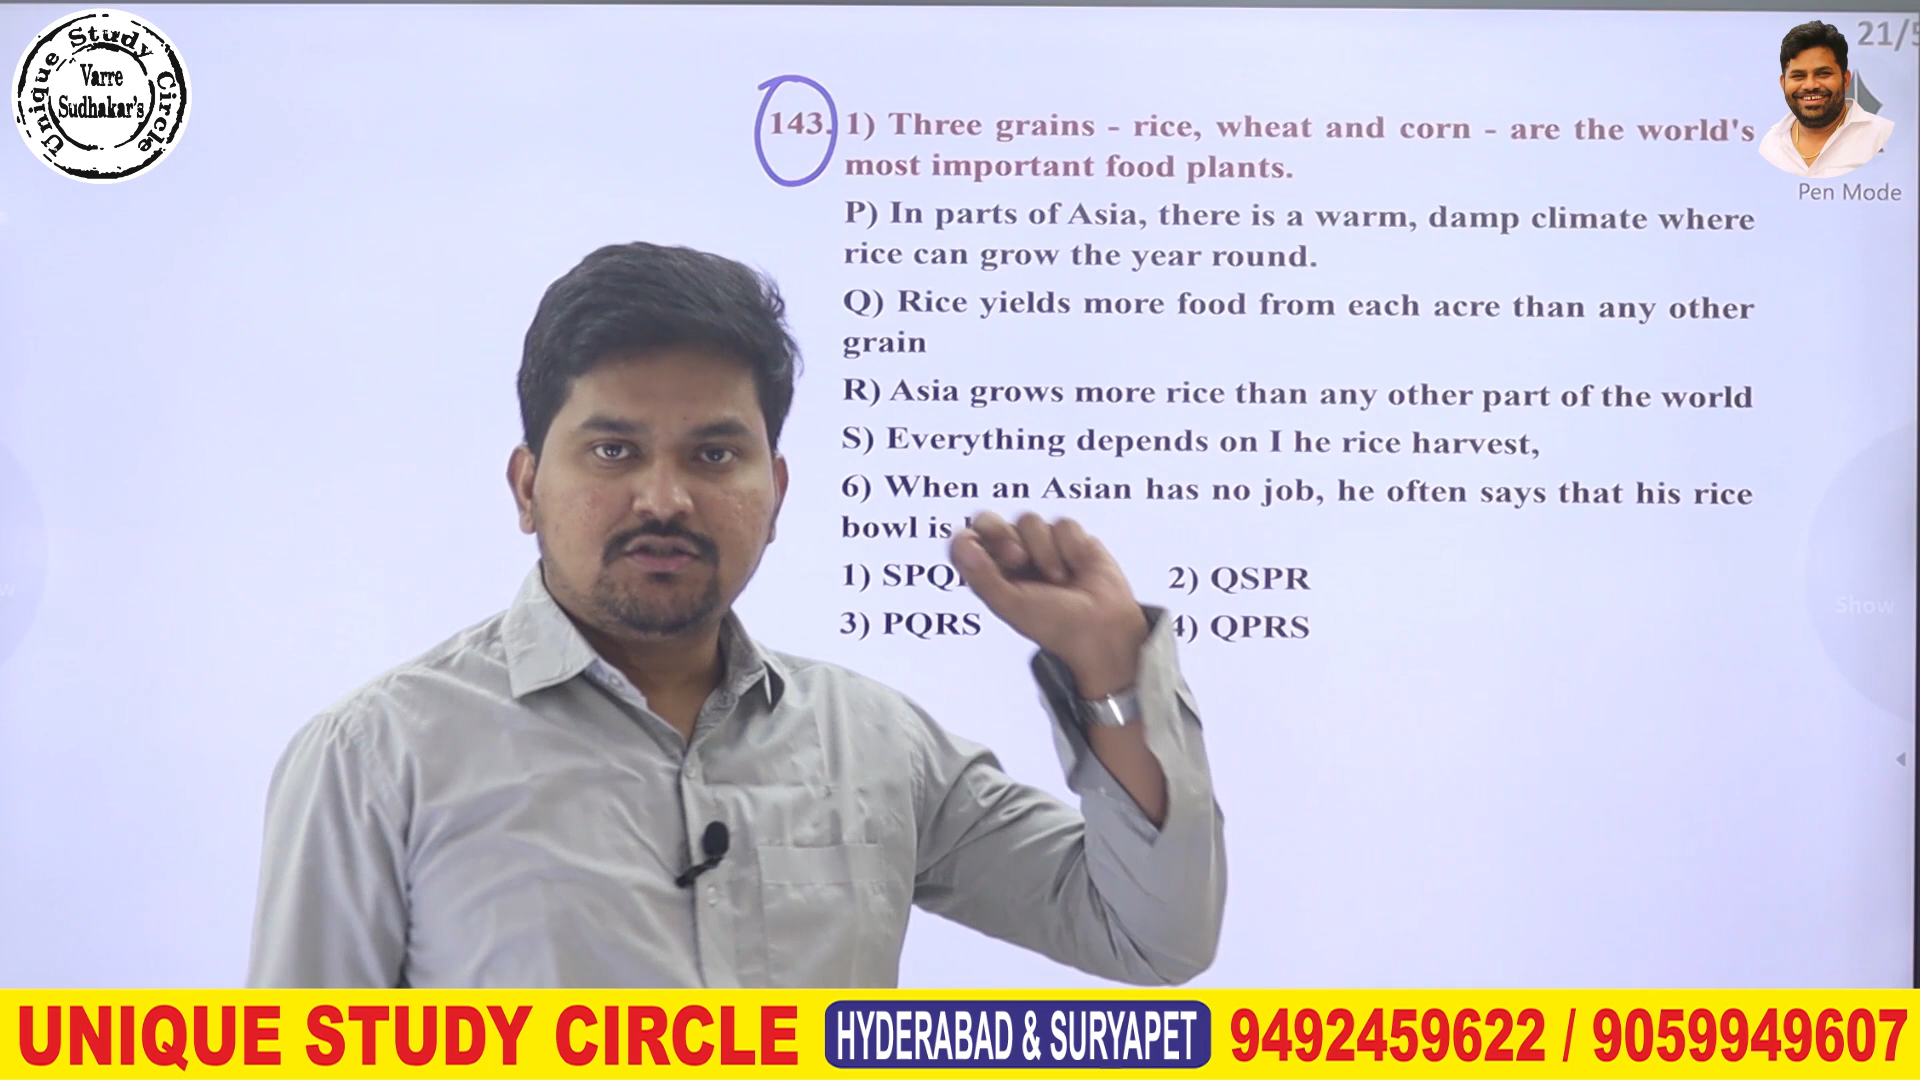 Unique Study Circle
Varre
Sudhakar's
21/5
143. 1) Three grains - rice, wheat and corn - are the world's
most important food plants.
Pen Mode
P) In parts of Asia, there is a warm, damp climate where
rice can grow the year round.
Q) Rice yields more food from each acre than any other
grain
R) Asia grows more rice than any other part of the world
S) Everything depends on I he rice harvest,
6) When an Asian has no job, he often says that his rice
bowl is
1) SPQ
2) QSPR
Show
3) PQRS
4) QPRS
UNIQUE STUDY CIRCLE HYDERABAD & SURYAPET 9492459622 / 9059949607